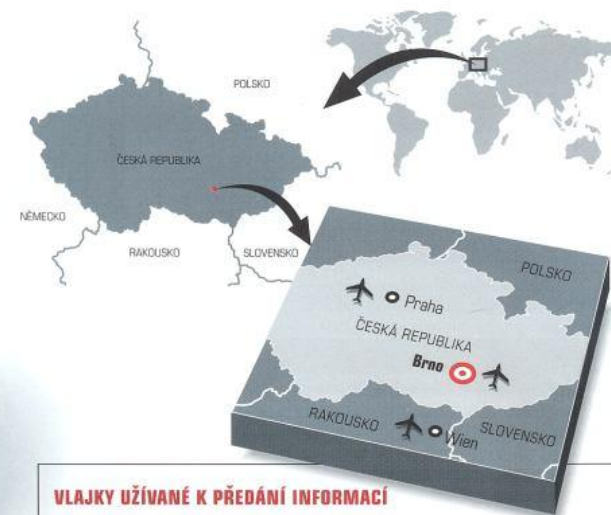 POLSKO
ČESKÁ REPUBLIKA
NĚMECKO
RAKOUSKO
SLOVENSKO
POLSKO
Praha
ČESKÁ REPUBLIKA
Brno
RAKOUSKO
SLOVENSKO
Wien
VLAJKY UŽÍVANÉ K PŘEDÁNÍ INFORMACÍ